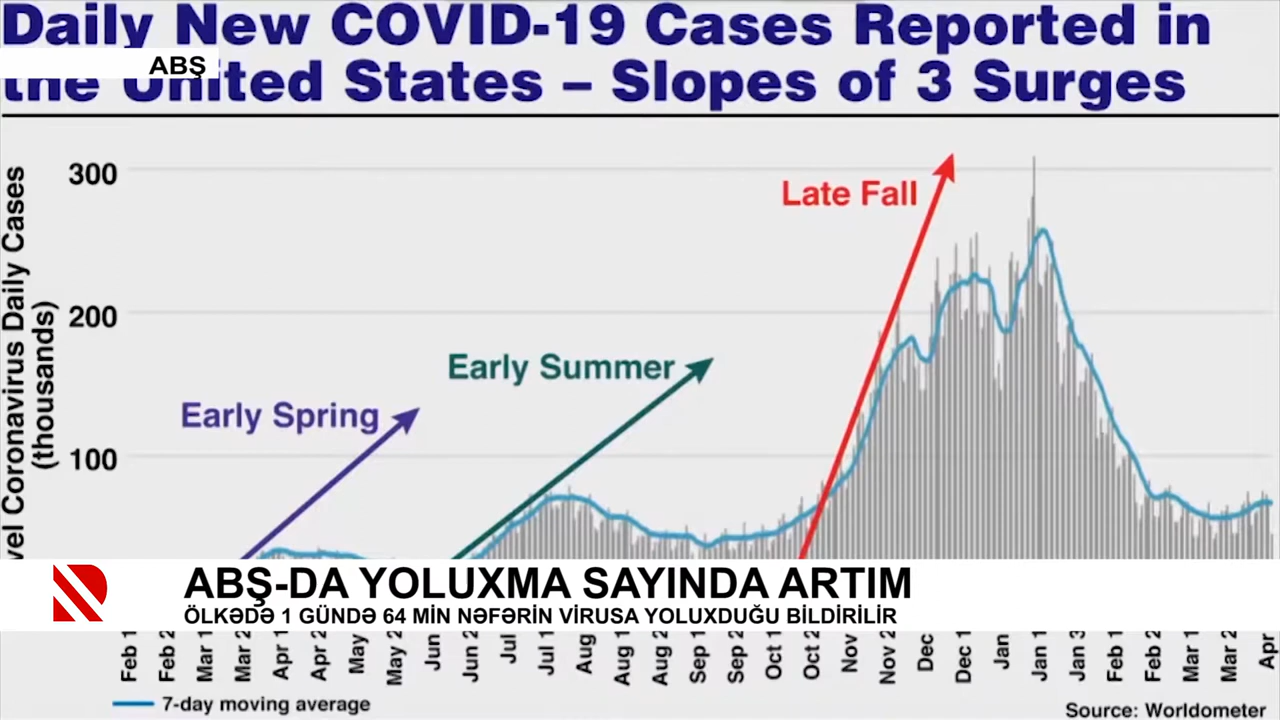 Daily New COVID-19 Cases Reported in
ABŞ
the United States – Slopes of 3 Surges
300
200
100
vel Coronavirus Daily Cases
(thousands)
Late Fall
Early Summer
Early Spring
ABŞ-DA YOLUXMA SAYINDA ARTIM
ÖLKƏDƏ 1 GÜNDƏ 64 MİN NƏFƏRİN VİRUSA YOLUXDUĞU BİLDİRİLİR
Feb 1 Feb 2 Mar 1 Mar 2 Apr 1 Apr 2 May May 2 Jun Jun 2 Jul Jul 1 Aug Aug 1 Aug 3 Sep 1 Sep 2 Oct 1 Oct 2 Nov Nov 2 Dec Dec 1 Jan Jan 1 Jan 3 Feb 1 Feb 2 Mar 1 Mar 2 Apr
7-day moving average
Source: Worldometer